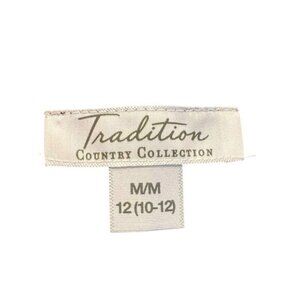 Tradition
COUNTRY COLLECTION
M/M
12 (10-12)